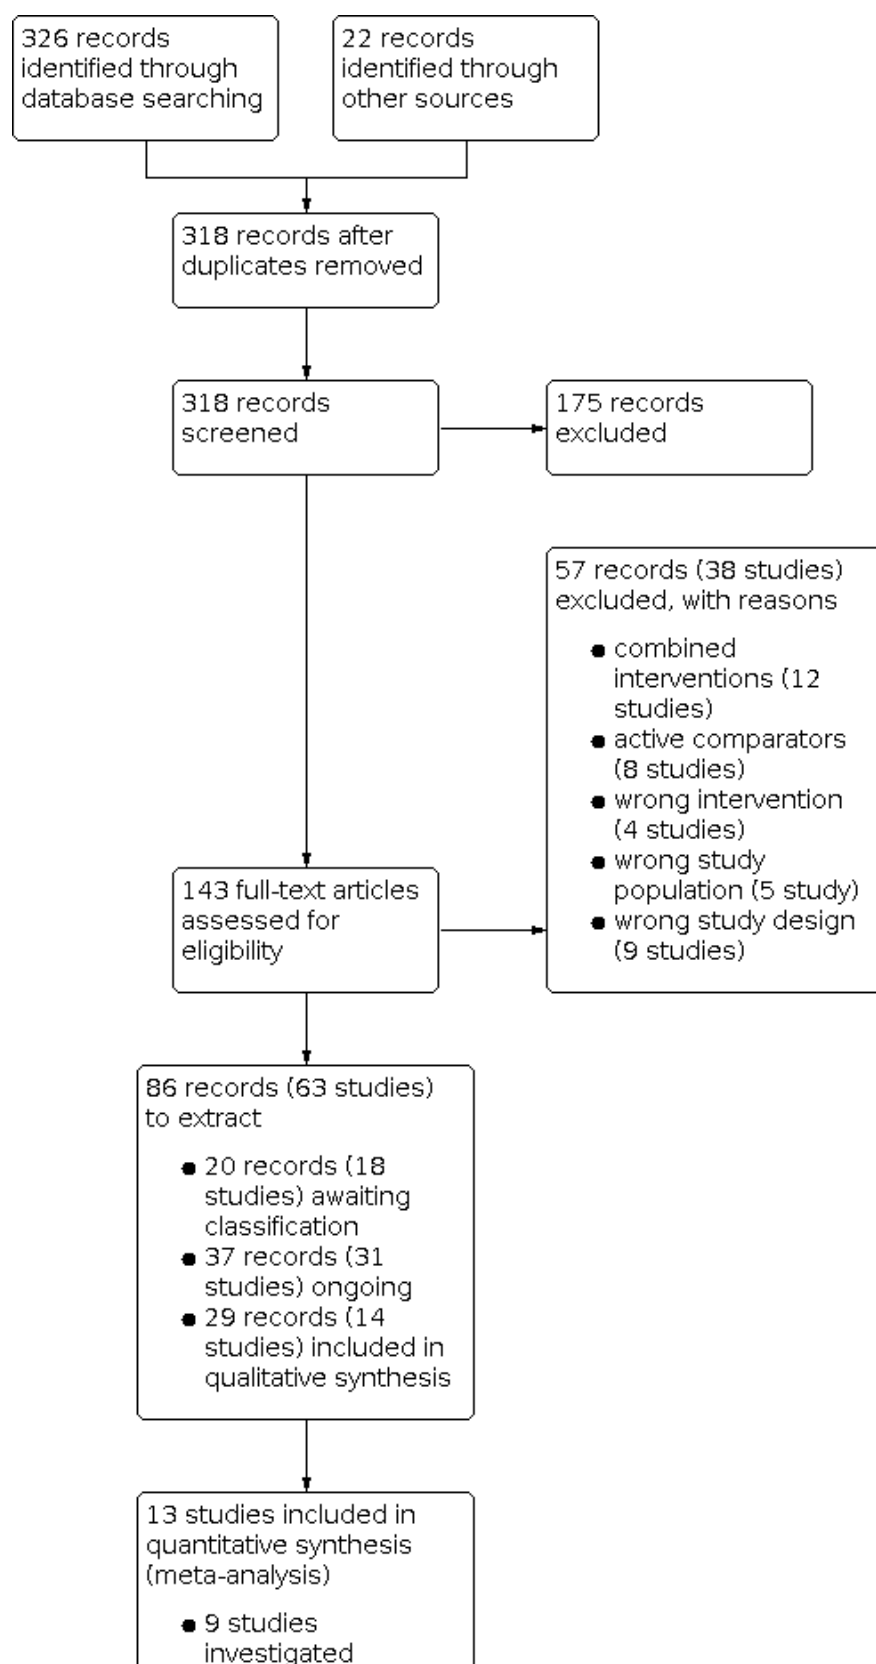 326 records
identified through
database searching
22 records
identified through
other sources
318 records after
duplicates removed
318 records
screened
175 records
excluded
57 records (38 studies)
excluded, with reasons
● combined
interventions (12
studies)
● active comparators
(8 studies)
● wrong intervention
(4 studies)
● wrong study
population (5 study)
● wrong study design
(9 studies)
143 full-text articles
assessed for
eligibility
86 records (63 studies)
to extract
● 20 records (18
studies) awaiting
classification
● 37 records (31
studies) ongoing
● 29 records (14
studies) included in
qualitative synthesis
13 studies included in
quantitative synthesis
(meta-analysis)
● 9 studies
investigated